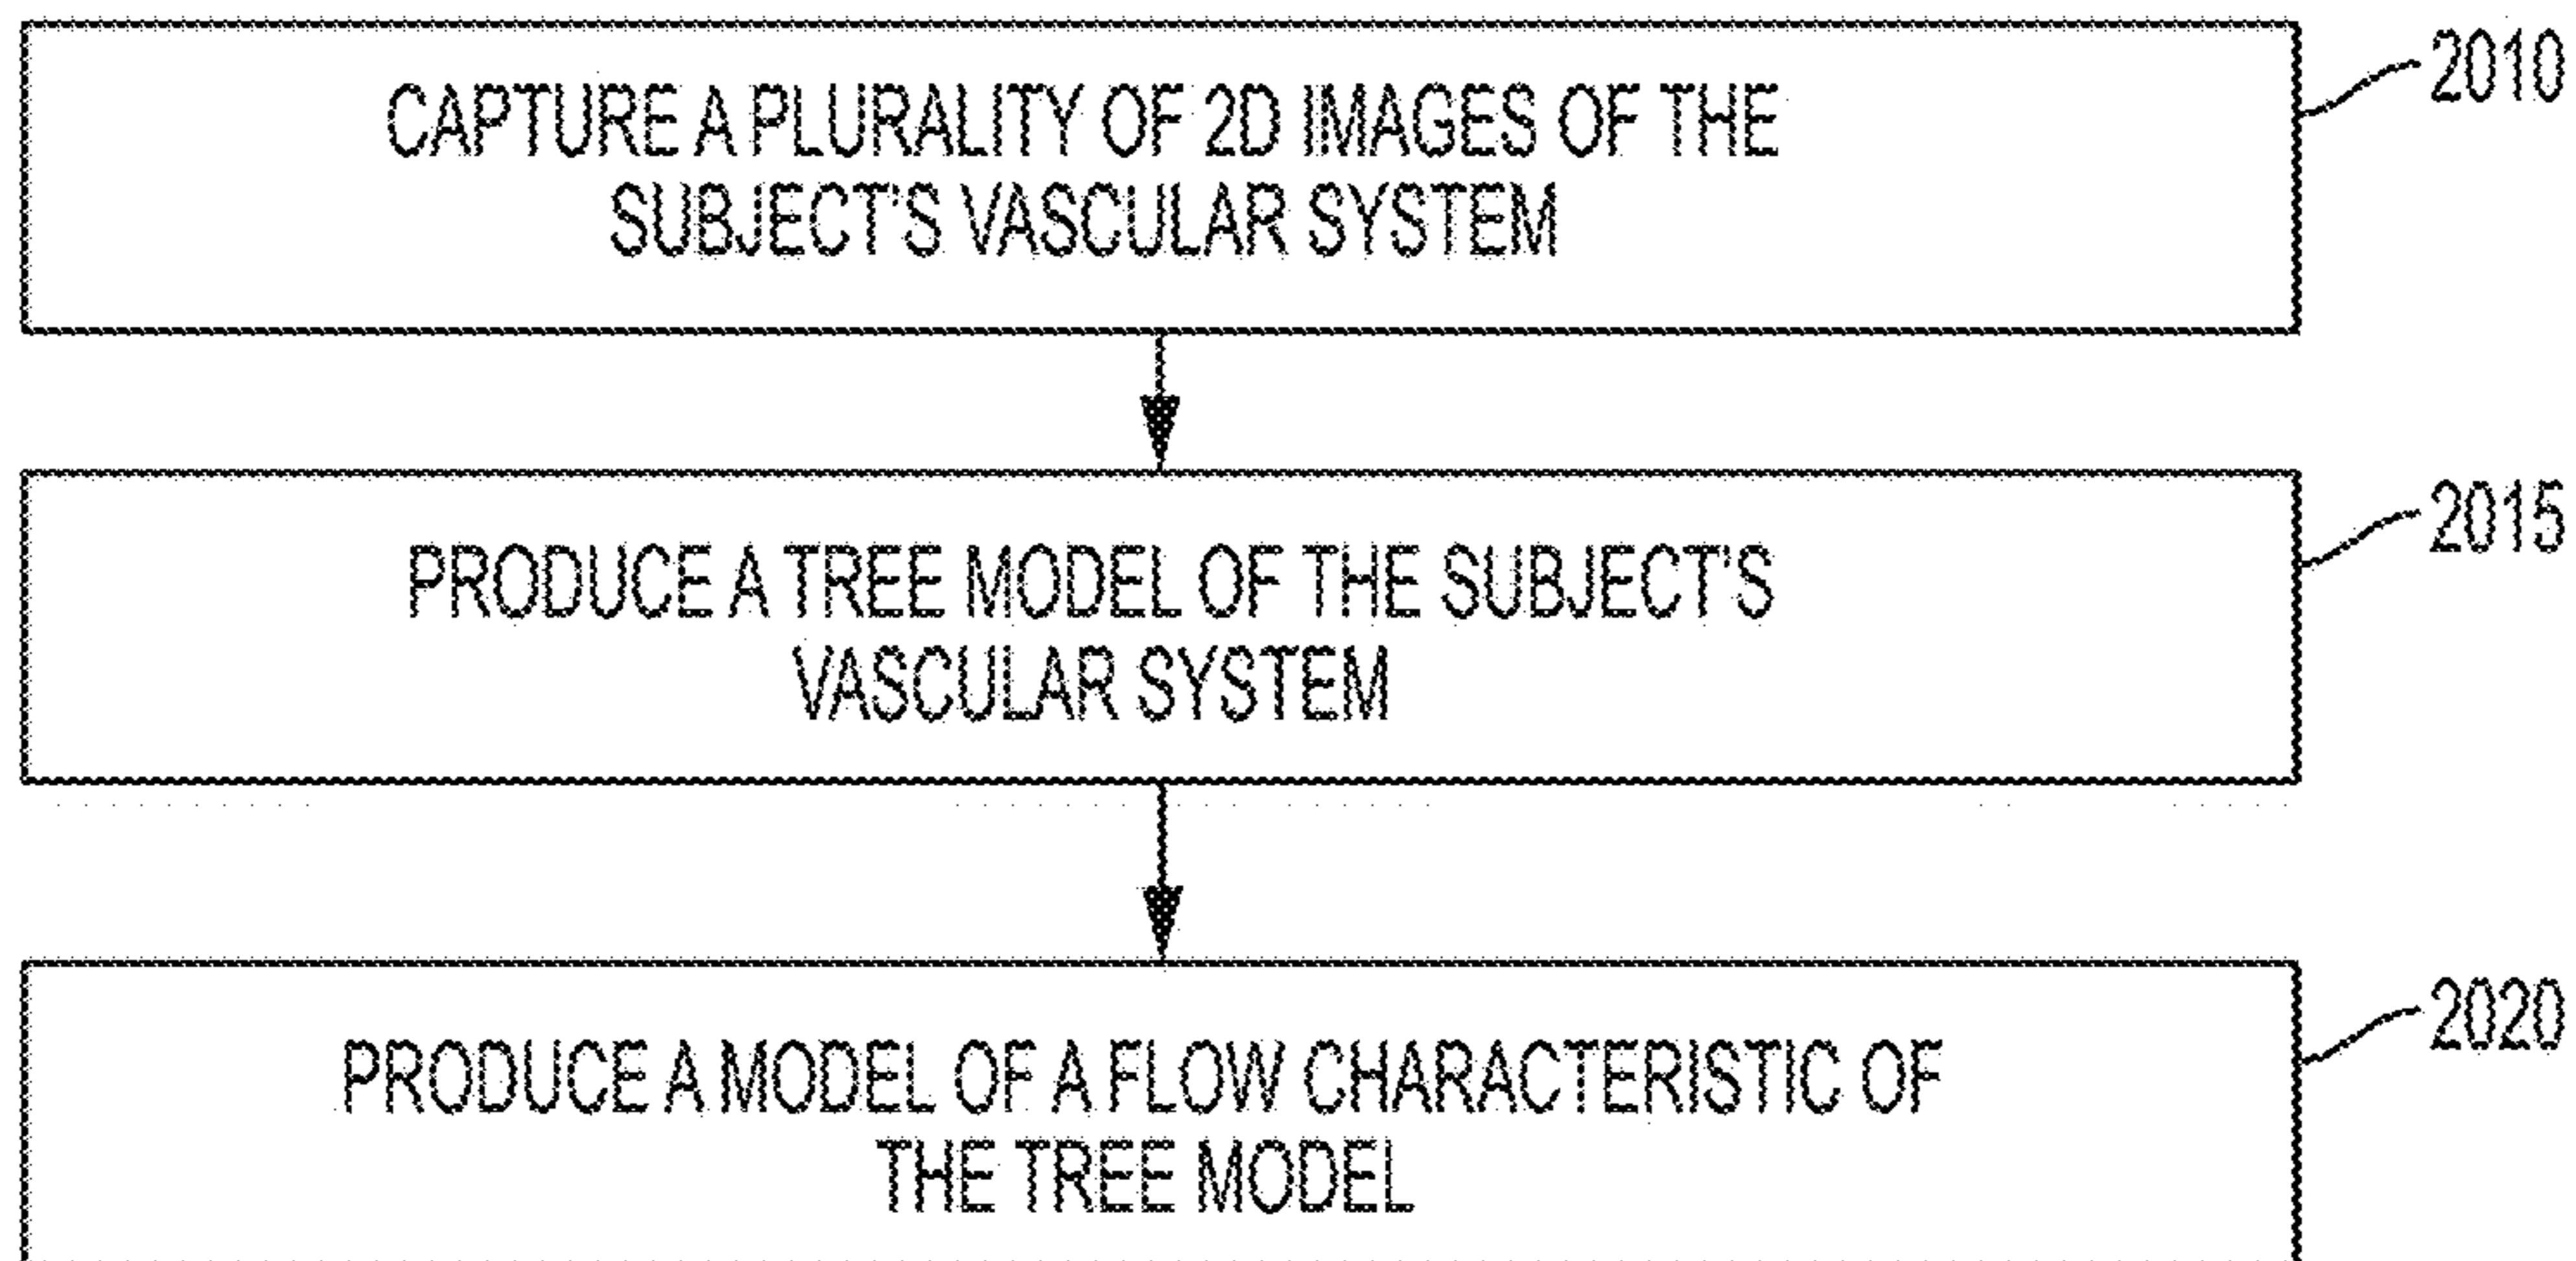 CAPTURE A PLURALITY OF 2D IMAGES OF THE
SUBJECT'S VASCULAR SYSTEM
2010
PRODUCE A TREE MODEL OF THE SUBJECT'S
VASCULAR SYSTEM
2015
PRODUCE A MODEL OF A FLOW CHARACTERISTIC OF
THE TREE MODEL
2020